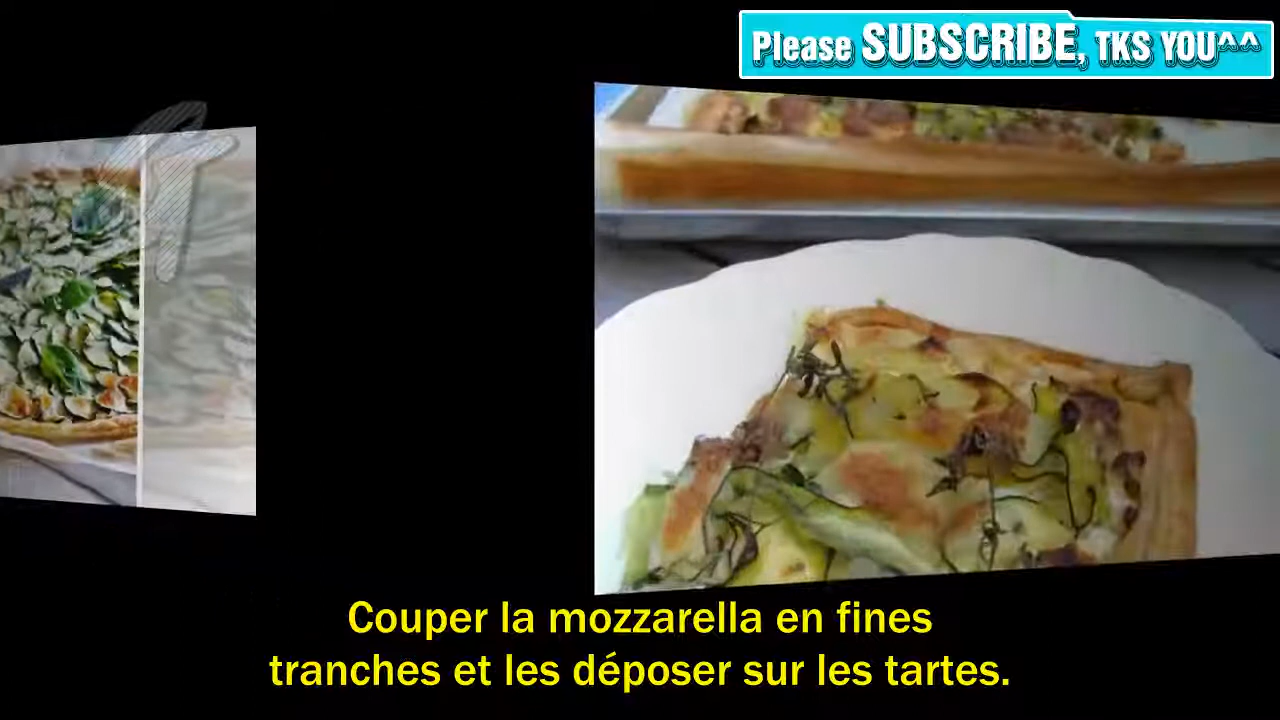 Please SUBSCRIBE, TKS YOU^^
Couper la mozzarella en fines
tranches et les déposer sur les tartes.